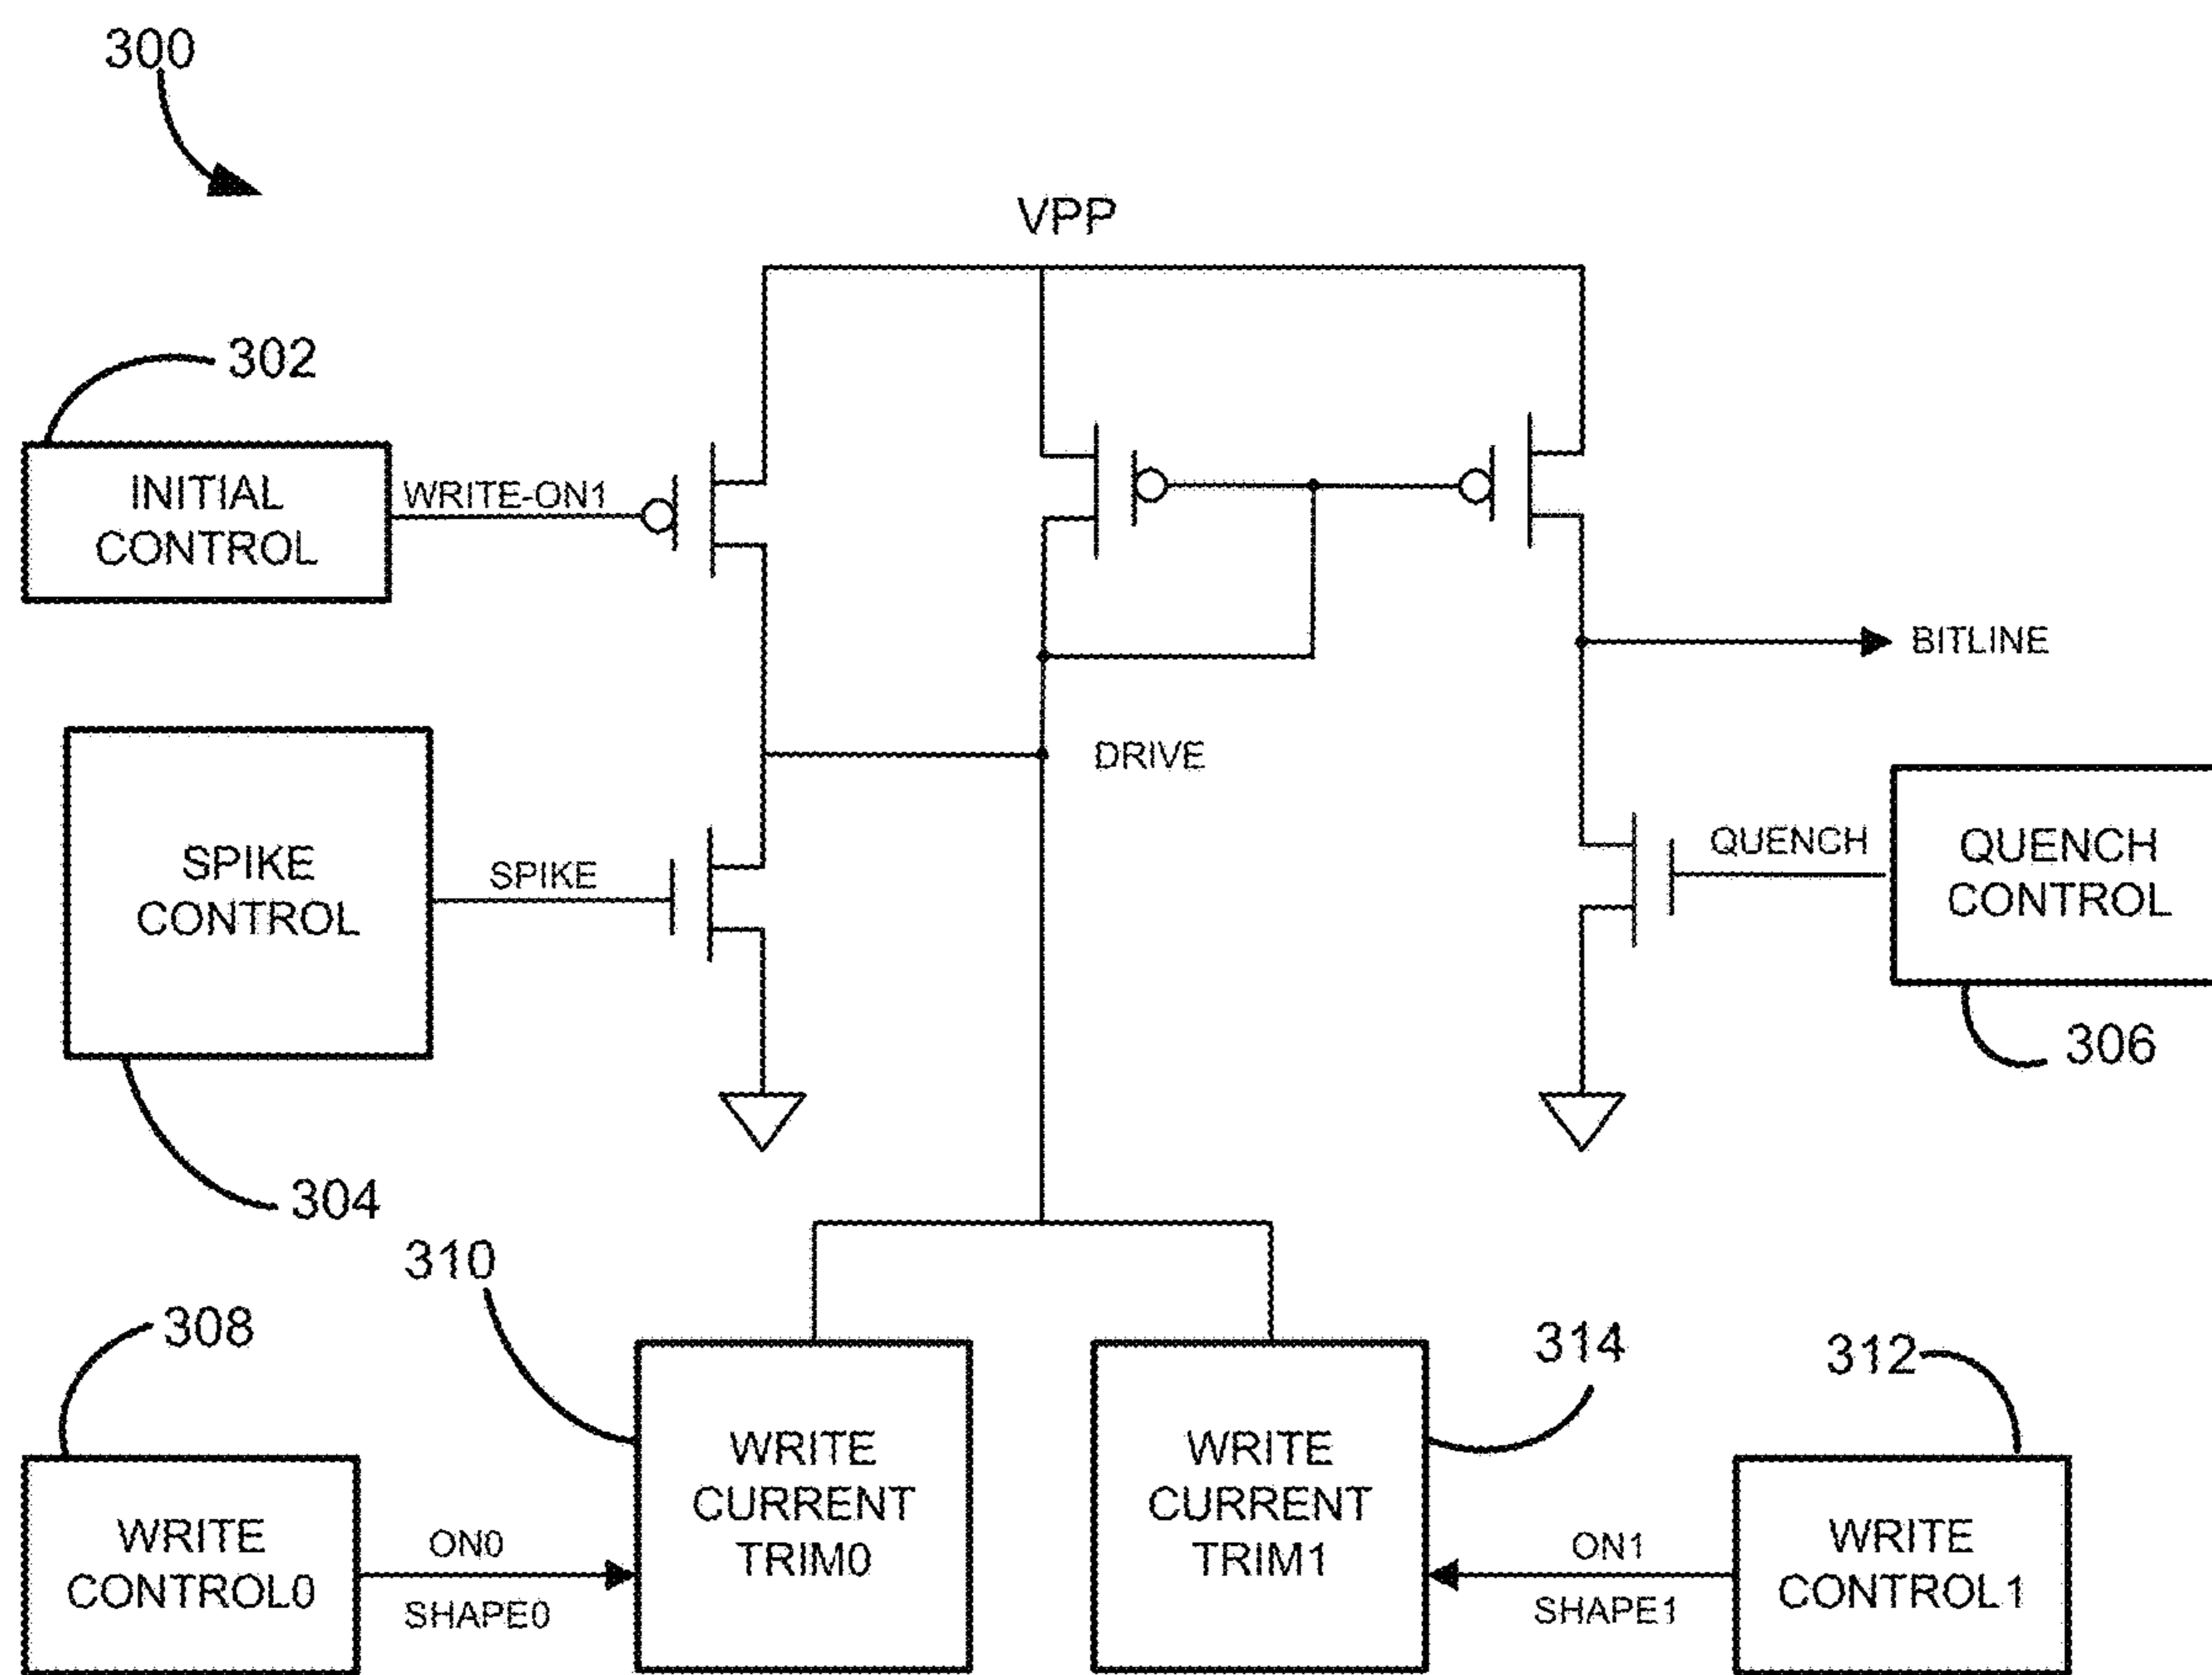 300
VPP
302
INITIAL
CONTROL
WRITE-ON1
BITLINE
DRIVE
SPIKE
CONTROL
SPIKE
QUENCH
QUENCH
CONTROL
306
304
310
308
314
312
WRITE
CURRENT
TRIM0
WRITE
CURRENT
TRIM1
WRITE
CONTROL0
ON0
SHAPE0
ON1
SHAPE1
WRITE
CONTROL1